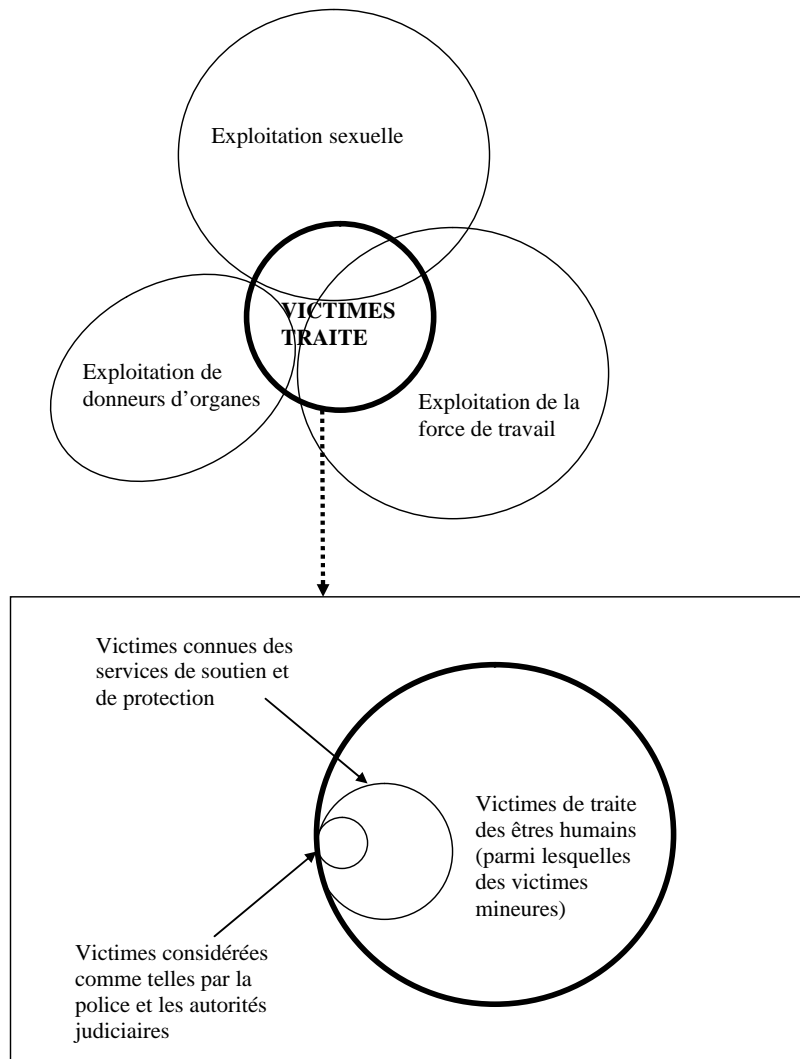 Exploitation sexuelle
VICTIMES
TRAITE
Exploitation de
donneurs d’organes
Exploitation de la
force de travail
Victimes connues des
services de soutien et
de protection
Victimes de traite
des êtres humains
(parmi lesquelles
des victimes
mineures)
Victimes considérées
comme telles par la
police et les autorités
judiciaires